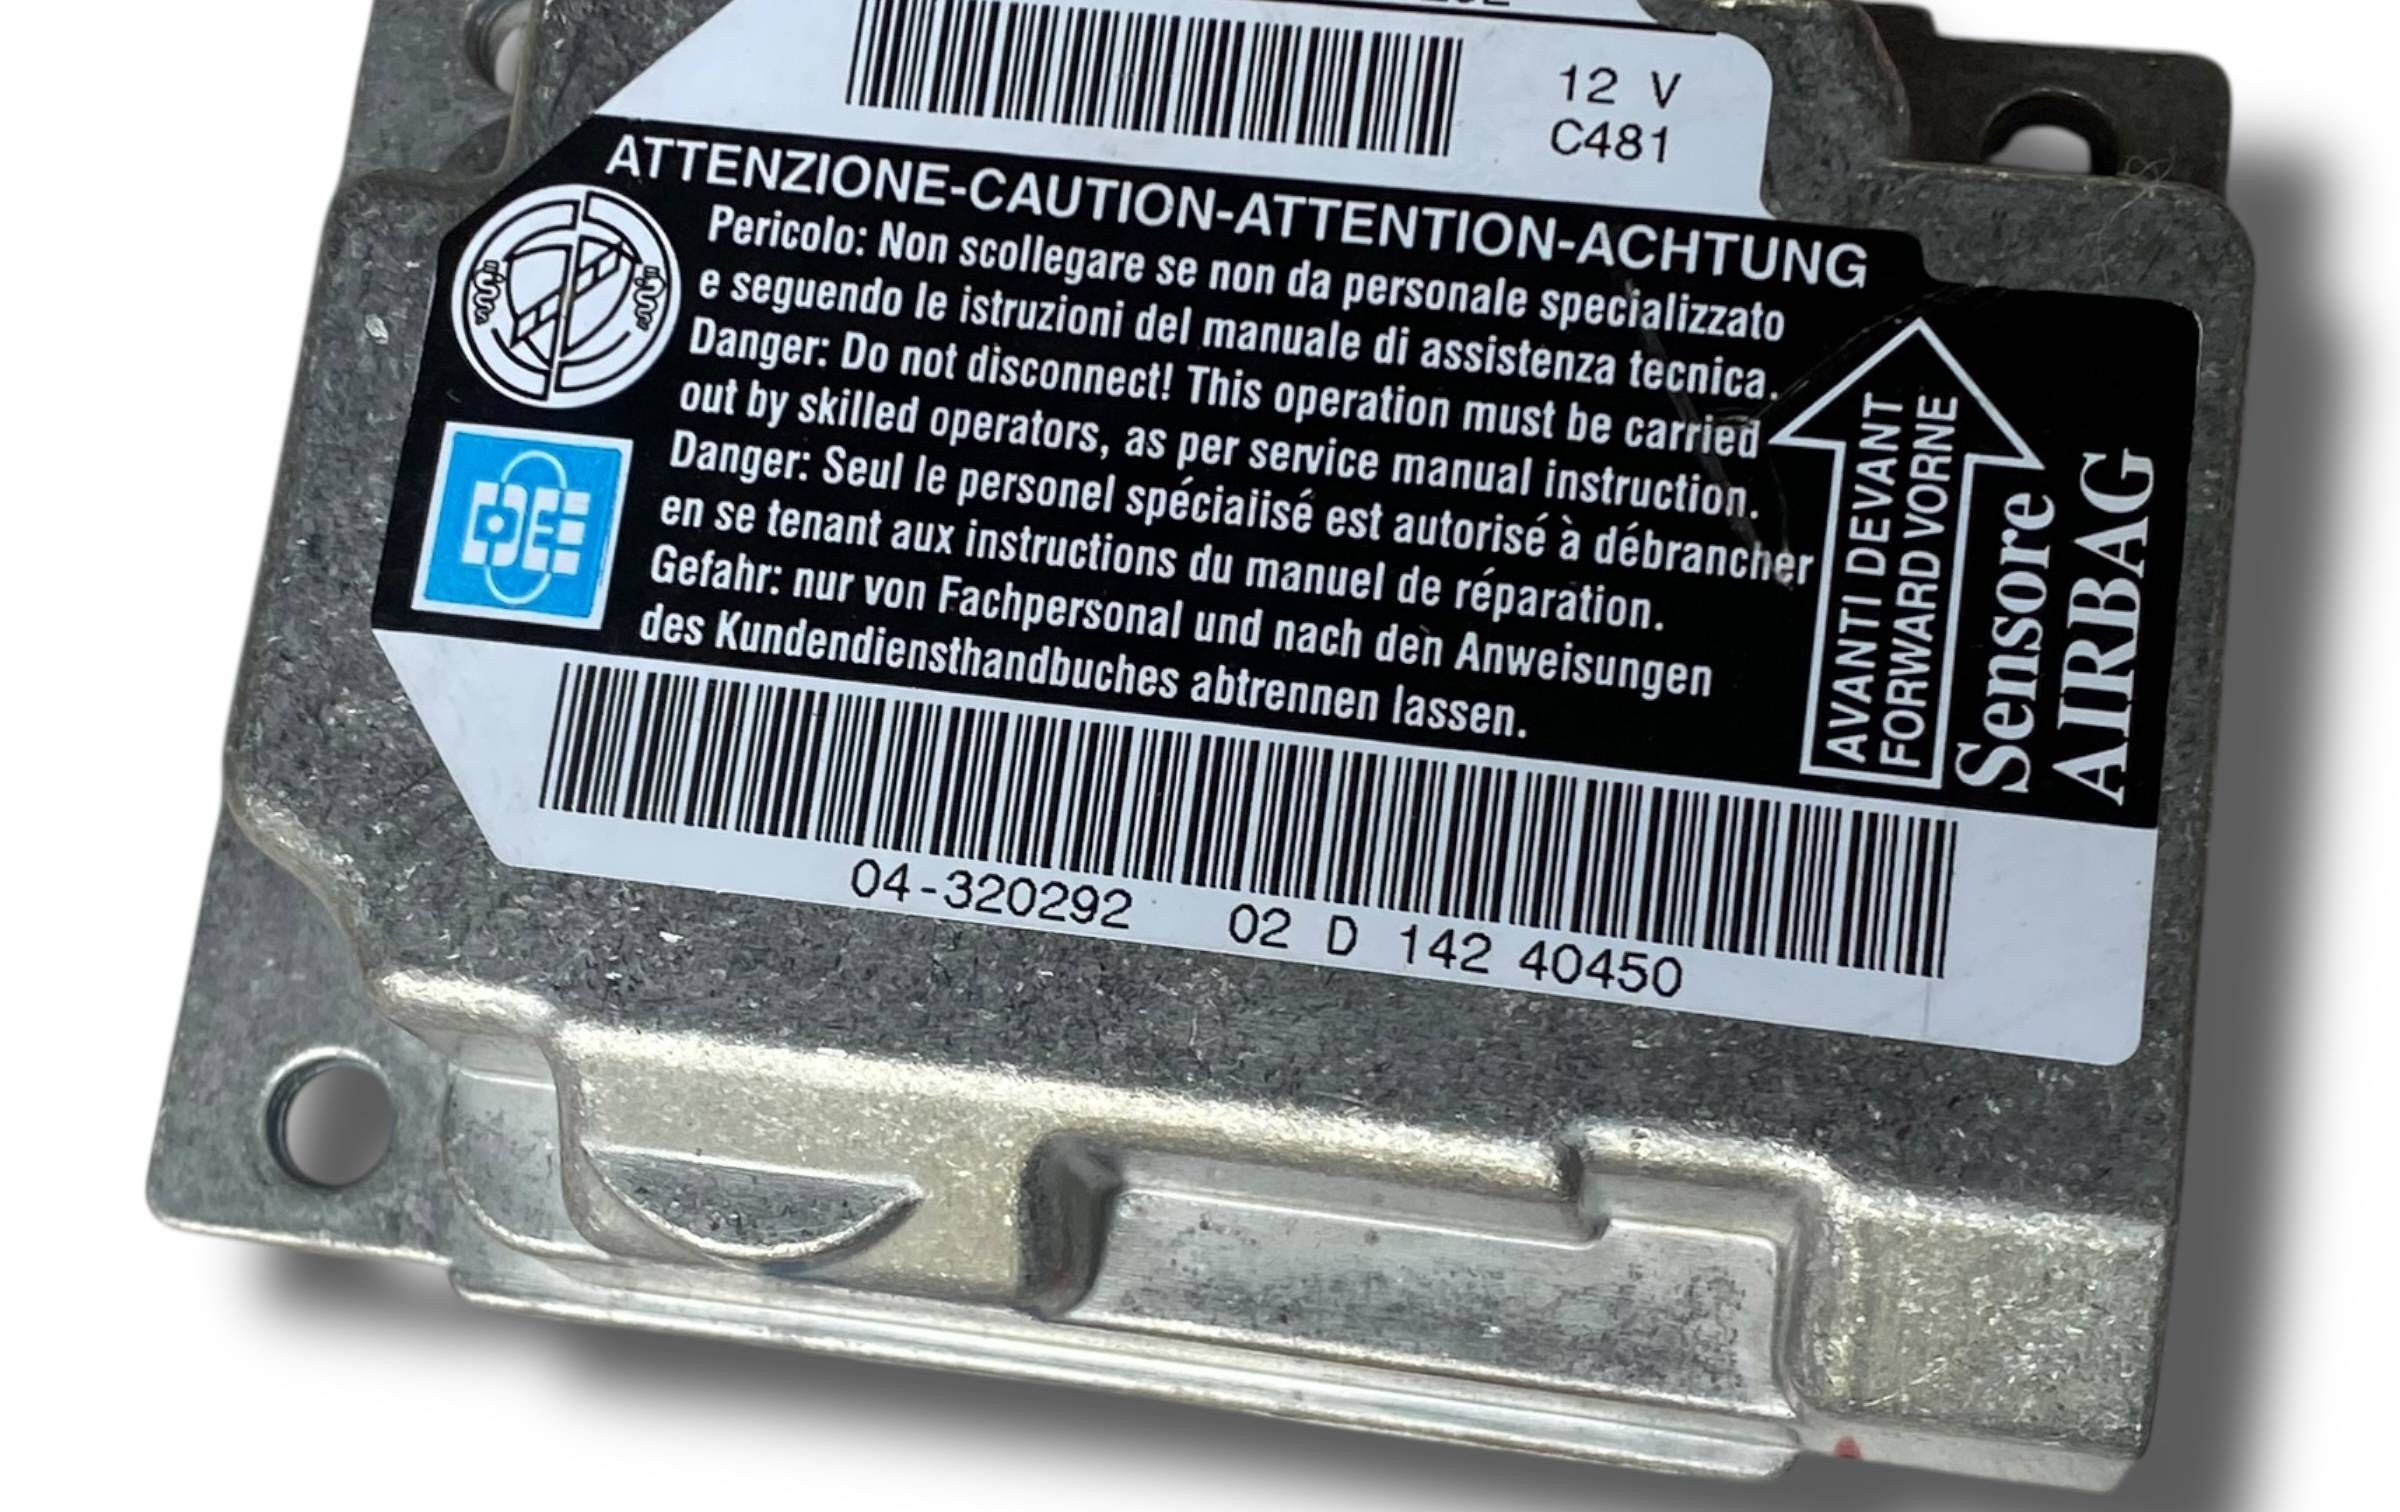 12 V
C481
ATTENZIONE-CAUTION-ATTENTION-ACHTUNG
Pericolo: Non scollegare se non da personale specializzato
e seguendo le istruzioni del manuale di assistenza tecnica.
Danger: Do not disconnect! This operation must be carried
out by skilled operators, as per service manual instruction.
Danger: Seul le personel spéciaiisé est autorisé à débrancher
en se tenant aux instructions du manuel de réparation.
Gefahr: nur von Fachpersonal und nach den Anweisungen
des Kundendiensthandbuches abtrennen lassen.
AVANTI DEVANT
FORWARD VORNE
Sensore
AIRBAG
04-320292 02 D 142 40450